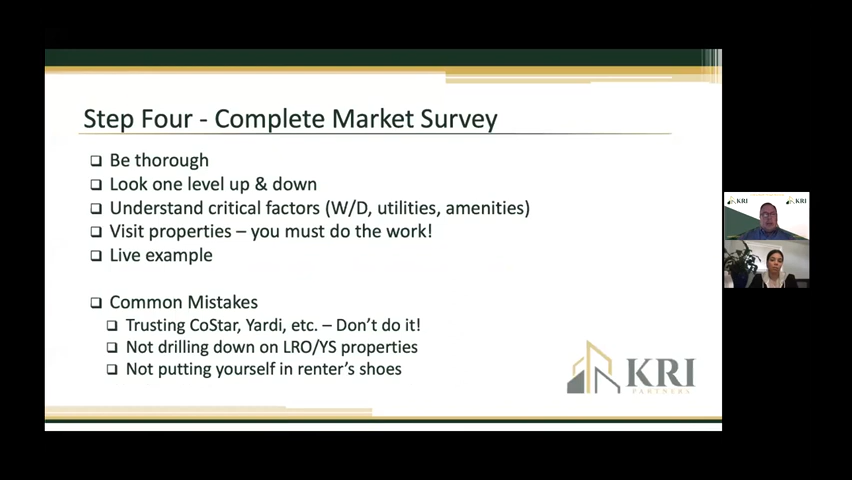 Step Four - Complete Market Survey
Be thorough
Look one level up & down
Understand critical factors (W/D, utilities, amenities)
Visit properties – you must do the work!
Live example
Common Mistakes
Trusting CoStar, Yardi, etc. – Don't do it!
Not drilling down on LRO/YS properties
Not putting yourself in renter's shoes
KRI
PARTNERS
KRI
KRI